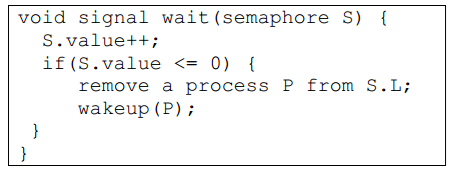 void signal wait(semaphore S) {
S.value++;
if(S.value <= 0) {
remove a process P from S.L;
wakeup(P);
}
}